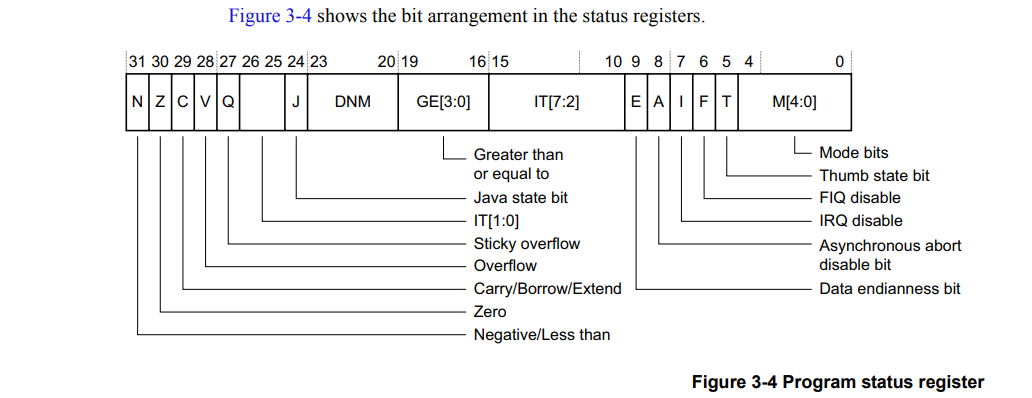 Figure 3-4 shows the bit arrangement in the status registers.
31 30 29 28 27 26 25 24 23 20 19 16 15 10 9 8 7 6 5 4 0
N Z C V Q J DNM GE[3:0] IT[7:2] E A I F T M[4:0]
Greater than
or equal to
Java state bit
IT[1:0]
Sticky overflow
Overflow
Carry/Borrow/Extend
Zero
Negative/Less than
Mode bits
Thumb state bit
FIQ disable
IRQ disable
Asynchronous abort
disable bit
Data endianness bit
Figure 3-4 Program status register